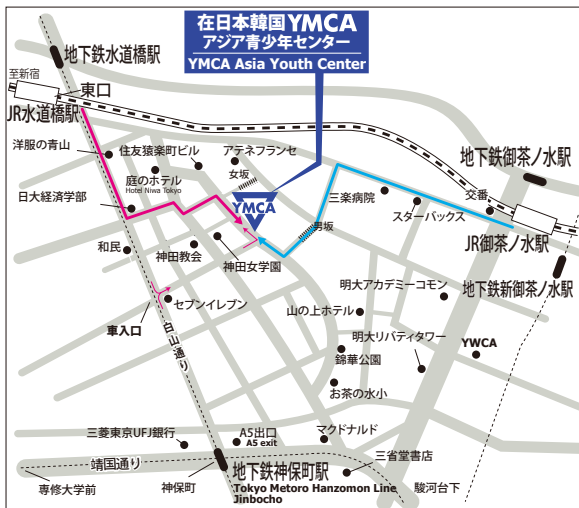 在日本韓国YMCA
アジア青少年センター
YMCA Asia Youth Center
地下鉄水道橋駅
至新宿
東口
JR水道橋駅
洋服の青山
住友猿楽町ビル
アテネフランセ
女坂
庭のホテル
Hotel Niwa Tokyo
日大経済学部
YMCA
三楽病院
スターバックス
交番
地下鉄御茶ノ水駅
JR御茶ノ水駅
地下鉄新御茶ノ水駅
男坂
和民
神田教会
神田女学園
セブンイレブン
車入口
白山通り
山の上ホテル
明大アカデミーコモン
明大リバティタワー
YWCA
錦華公園
お茶の水小
三菱東京UFJ銀行
A5出口
A5 exit
マクドナルド
三省堂書店
靖国通り
専修大学前
神保町
地下鉄神保町駅
Tokyo Metoro Hanzomon Line
Jinbocho
駿河台下